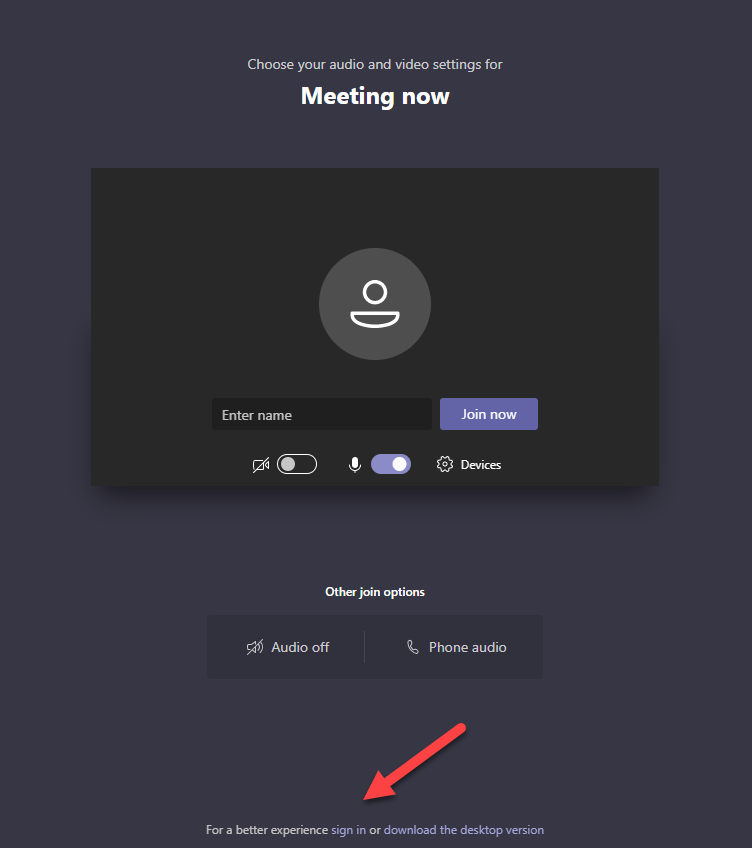 Choose your audio and video settings for
Meeting now
Enter name
Join now
Devices
Other join options
Audio off
Phone audio
For a better experience sign in or download the desktop version